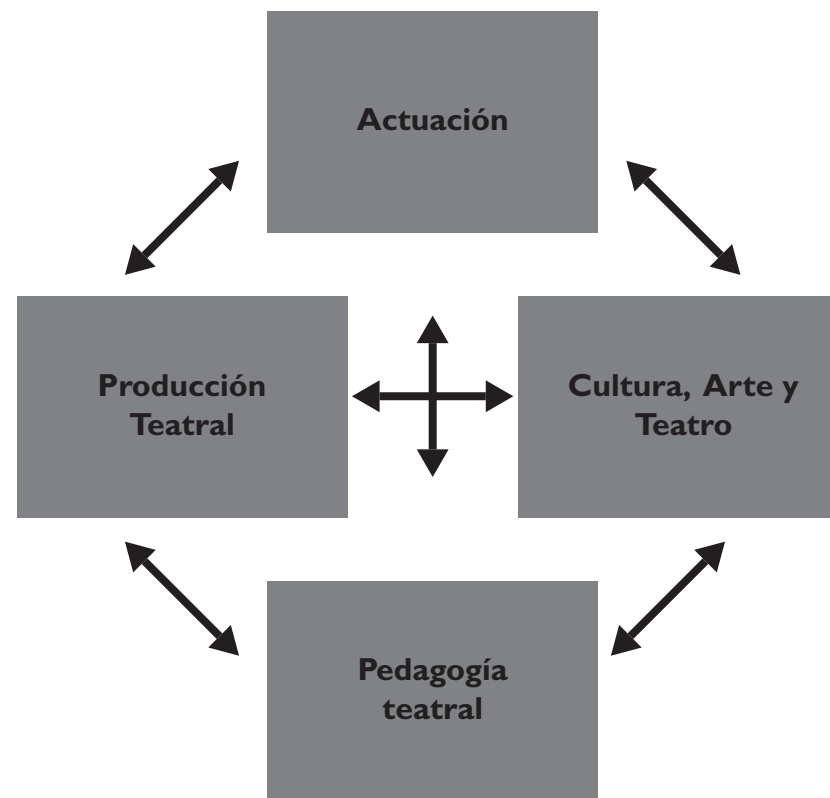 Actuación
Producción
Teatral
Cultura, Arte y
Teatro
Pedagogía
teatral